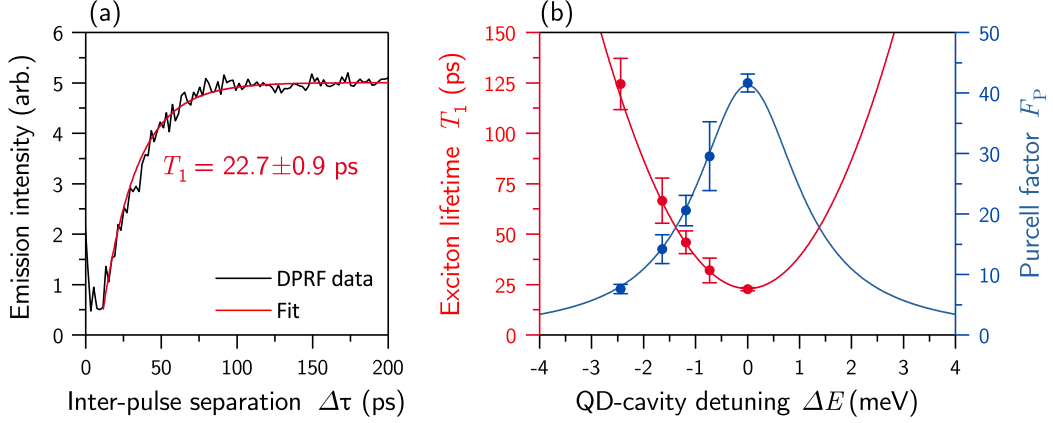 (a)
Emission intensity (arb.)
6
5
4
3
2
1
0
T₁ = 22.7±0.9 ps
DPRF data
Fit
0 50 100 150 200
Inter-pulse separation Δτ (ps)
(b)
Exciton lifetime T₁ (ps)
150
125
100
75
50
25
0
50
40
30
20
10
0
Purcell factor F_P
-4 -3 -2 -1 0 1 2 3 4
QD-cavity detuning ΔE (meV)